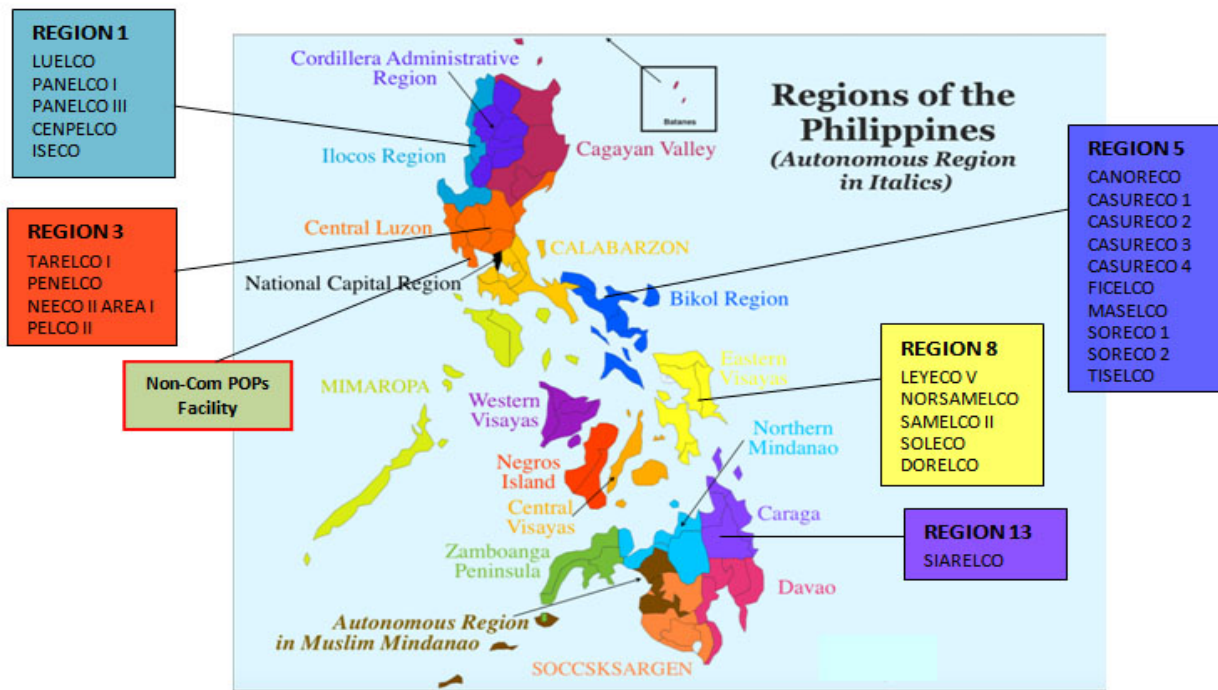 REGION 1
LUELCO
PANELCO I
PANELCO III
CENPELCO
ISECO
REGION 3
TARELCO I
PENELCO
NEECO II AREA I
PELCO II
Non-Com POPs
Facility
Regions of the
Philippines
(Autonomous Region
in Italics)
Batanes
Cordillera Administrative
Region
Ilocos Region
Cagayan Valley
Central Luzon
CALABARZON
National Capital Region
Bikol Region
MIMAROPA
Western
Visayas
Eastern
Visayas
Negros
Island
Central
Visayas
Northern
Mindanao
Caraga
Zamboanga
Peninsula
Davao
Autonomous Region
in Muslim Mindanao
SOCCSKSARGEN
REGION 5
CANORECO
CASURECO 1
CASURECO 2
CASURECO 3
CASURECO 4
FICELCO
MASELCO
SORECO 1
SORECO 2
TISELCO
REGION 8
LEYECO V
NORSAMELCO
SAMELCO II
SOLECO
DORELCO
REGION 13
SIARELCO